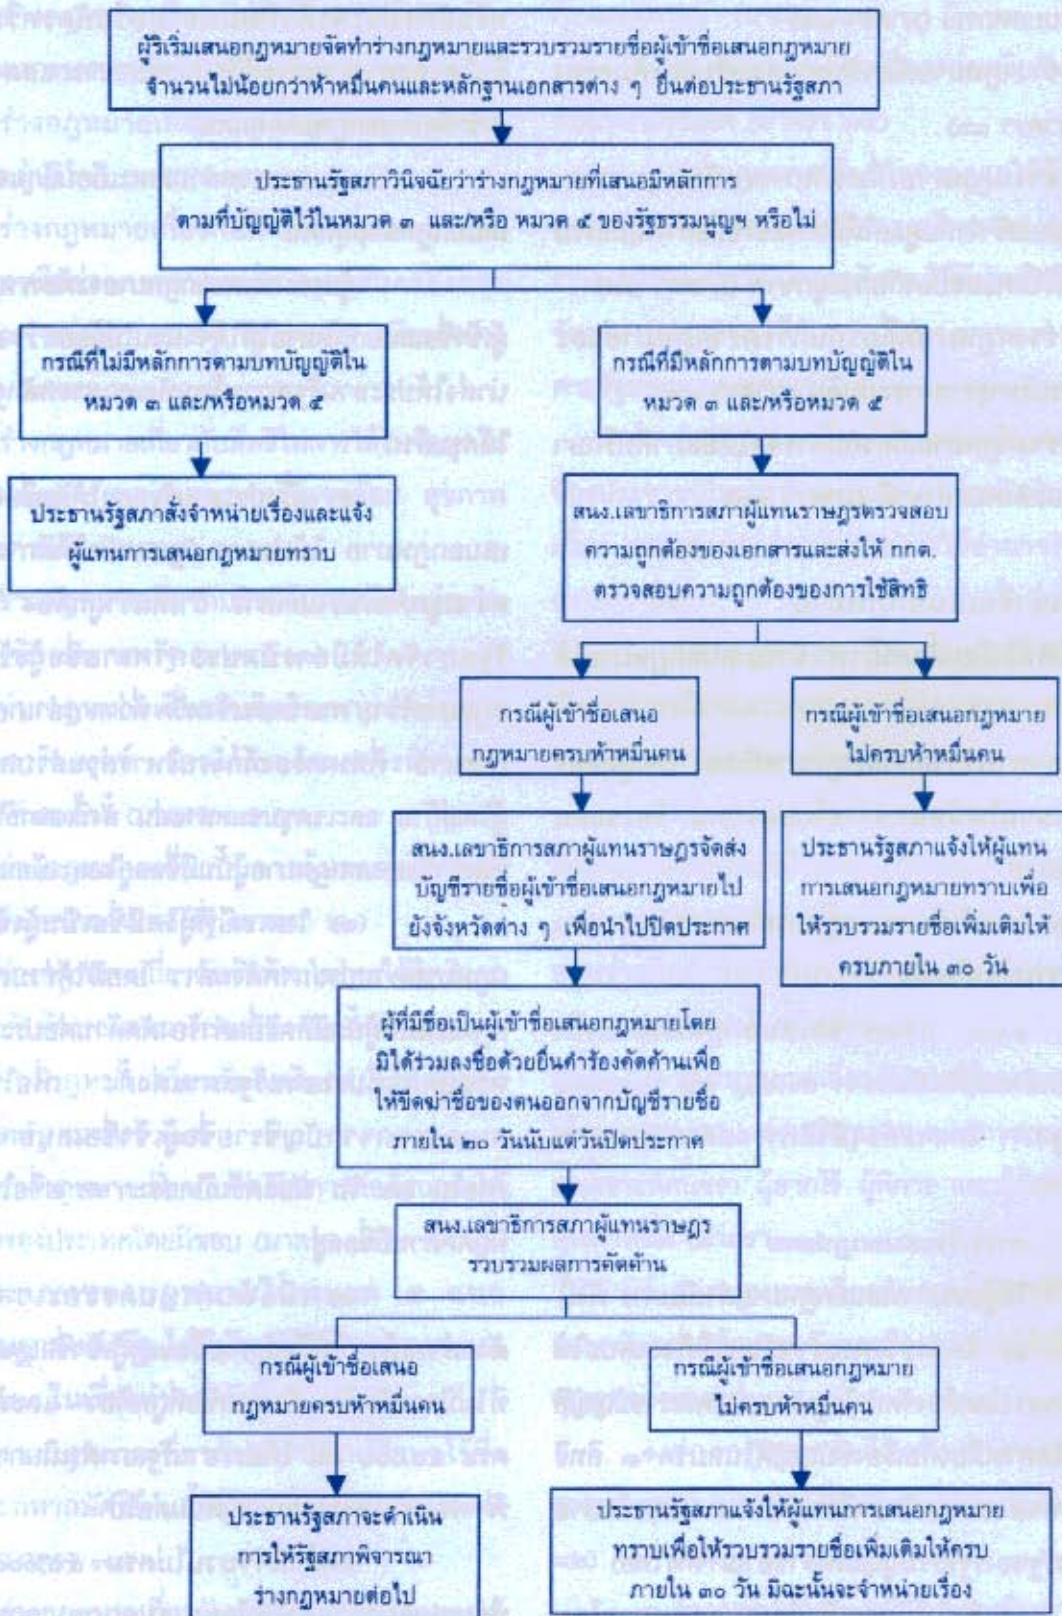 ผู้ริเริ่มเสนอกฎหมายจัดทำร่างกฎหมายและรวบรวมรายชื่อผู้เข้าชื่อเสนอกฎหมาย
จำนวนไม่น้อยกว่าห้าหมื่นคนและหลักฐานเอกสารต่าง ๆ ยื่นต่อประธานรัฐสภา
ประธานรัฐสภาวินิจฉัยว่าร่างกฎหมายที่เสนอมีหลักการ
ตามที่บัญญัติไว้ในหมวด ๓ และ/หรือ หมวด ๕ ของรัฐธรรมนูญฯ หรือไม่
กรณีที่ไม่มีหลักการตามบทบัญญัติใน
หมวด ๓ และ/หรือหมวด ๕
กรณีที่มีหลักการตามบทบัญญัติใน
หมวด ๓ และ/หรือหมวด ๕
ประธานรัฐสภาสั่งจำหน่ายเรื่องและแจ้ง
ผู้แทนการเสนอกฎหมายทราบ
สนง.เลขาธิการสภาผู้แทนราษฎรตรวจสอบ
ความถูกต้องของเอกสารและส่งให้ กกต.
ตรวจสอบความถูกต้องของการใช้สิทธิ
กรณีผู้เข้าชื่อเสนอ
กฎหมายครบห้าหมื่นคน
กรณีผู้เข้าชื่อเสนอกฎหมาย
ไม่ครบห้าหมื่นคน
สนง.เลขาธิการสภาผู้แทนราษฎรจัดส่ง
บัญชีรายชื่อผู้เข้าชื่อเสนอกฎหมายไป
ยังจังหวัดต่าง ๆ เพื่อนำไปปิดประกาศ
ประธานรัฐสภาแจ้งให้ผู้แทน
การเสนอกฎหมายทราบเพื่อ
ให้รวบรวมรายชื่อเพิ่มเติมให้
ครบภายใน ๓๐ วัน
ผู้ที่มีชื่อเป็นผู้เข้าชื่อเสนอกฎหมายโดย
มิได้ร่วมลงชื่อด้วยยื่นคำร้องคัดค้านเพื่อ
ให้ขีดฆ่าชื่อของตนออกจากบัญชีรายชื่อ
ภายใน ๒๐ วันนับแต่วันปิดประกาศ
สนง.เลขาธิการสภาผู้แทนราษฎร
รวบรวมผลการคัดค้าน
กรณีผู้เข้าชื่อเสนอ
กฎหมายครบห้าหมื่นคน
กรณีผู้เข้าชื่อเสนอกฎหมาย
ไม่ครบห้าหมื่นคน
ประธานรัฐสภาจะดำเนิน
การให้รัฐสภาพิจารณา
ร่างกฎหมายต่อไป
ประธานรัฐสภาแจ้งให้ผู้แทนการเสนอกฎหมาย
ทราบเพื่อให้รวบรวมรายชื่อเพิ่มเติมให้ครบ
ภายใน ๓๐ วัน มิฉะนั้นจะจำหน่ายเรื่อง